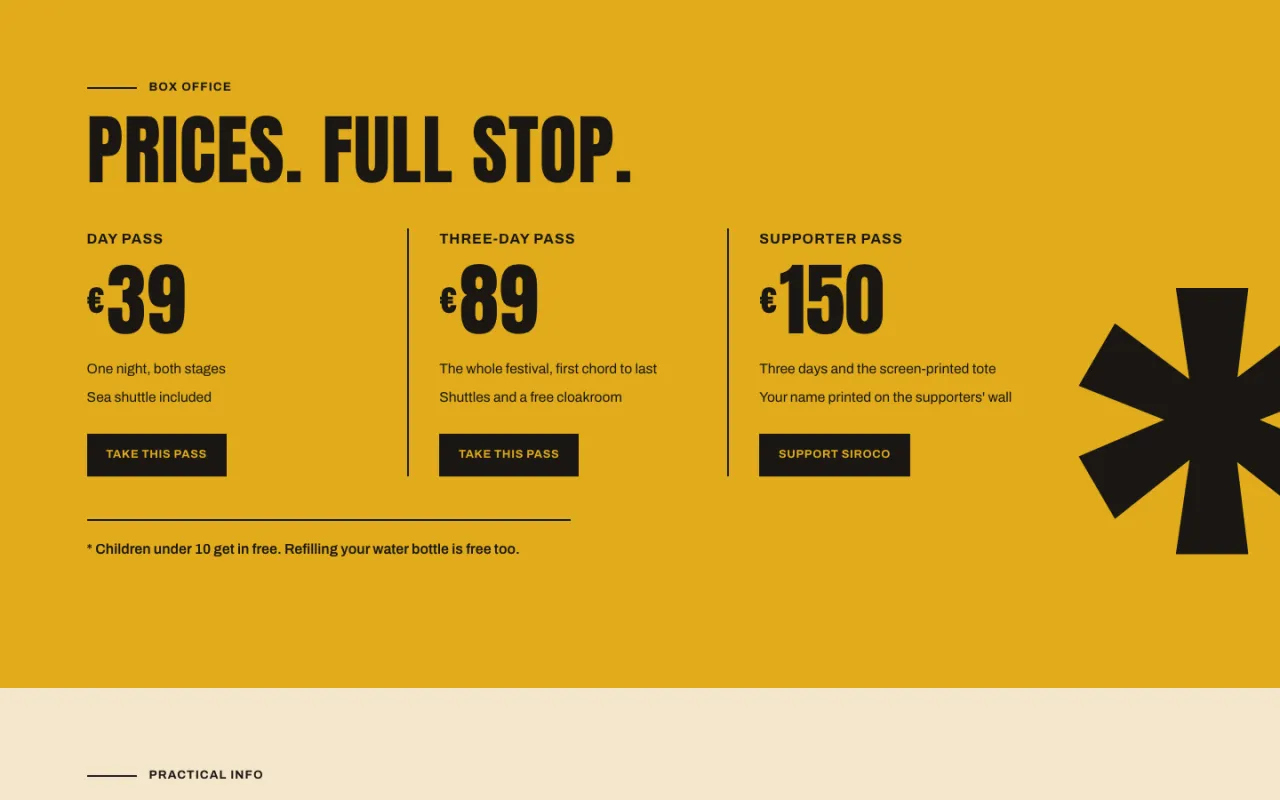 BOX OFFICE
PRICES. FULL STOP.
DAY PASS
€39
One night, both stages
Sea shuttle included
TAKE THIS PASS
THREE-DAY PASS
€89
The whole festival, first chord to last
Shuttles and a free cloakroom
TAKE THIS PASS
SUPPORTER PASS
€150
Three days and the screen-printed tote
Your name printed on the supporters' wall
SUPPORT SIROCO
* Children under 10 get in free. Refilling your water bottle is free too.
PRACTICAL INFO